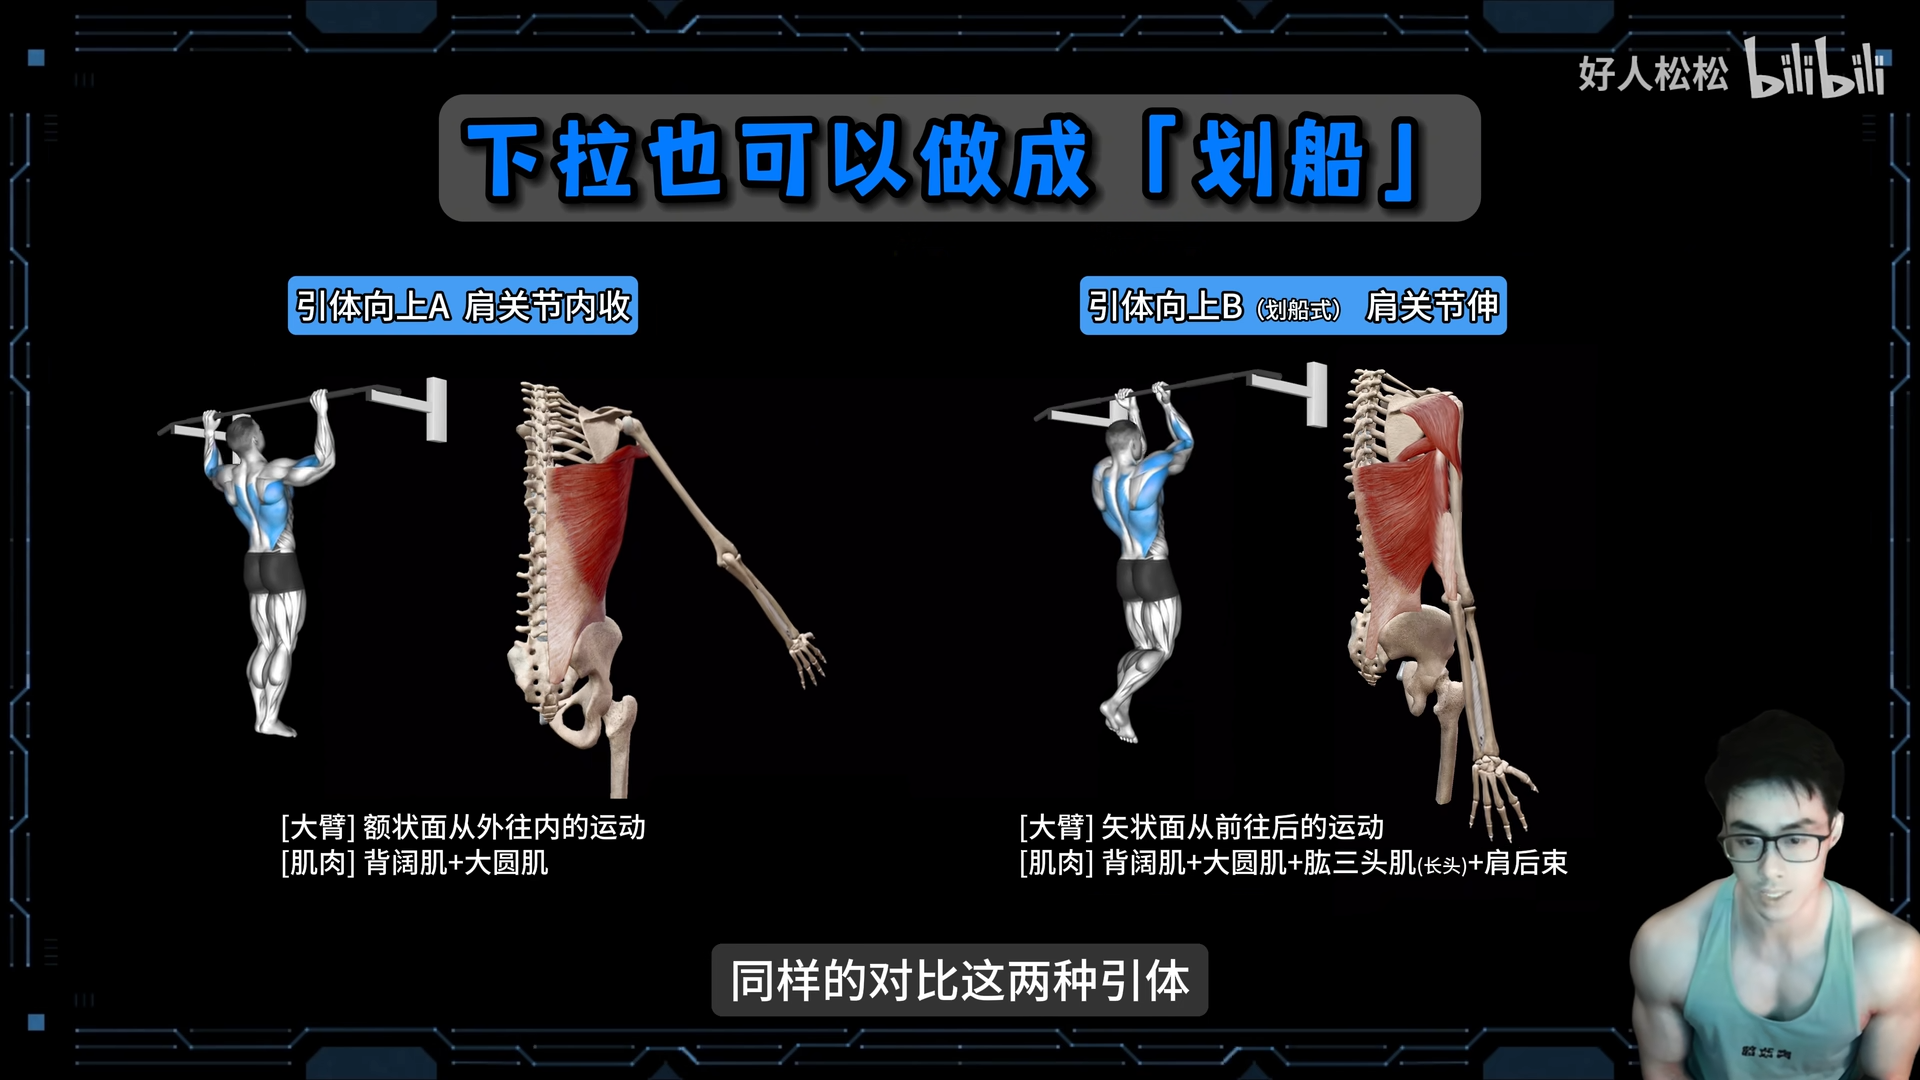 好人松松 bilibili
下拉也可以做成「划船」
引体向上A 肩关节内收
引体向上B（划船式） 肩关节伸
[大臂] 额状面从外往内的运动
[肌肉] 背阔肌+大圆肌
[大臂] 矢状面从前往后的运动
[肌肉] 背阔肌+大圆肌+肱三头肌(长头)+肩后束
同样的对比这两种引体